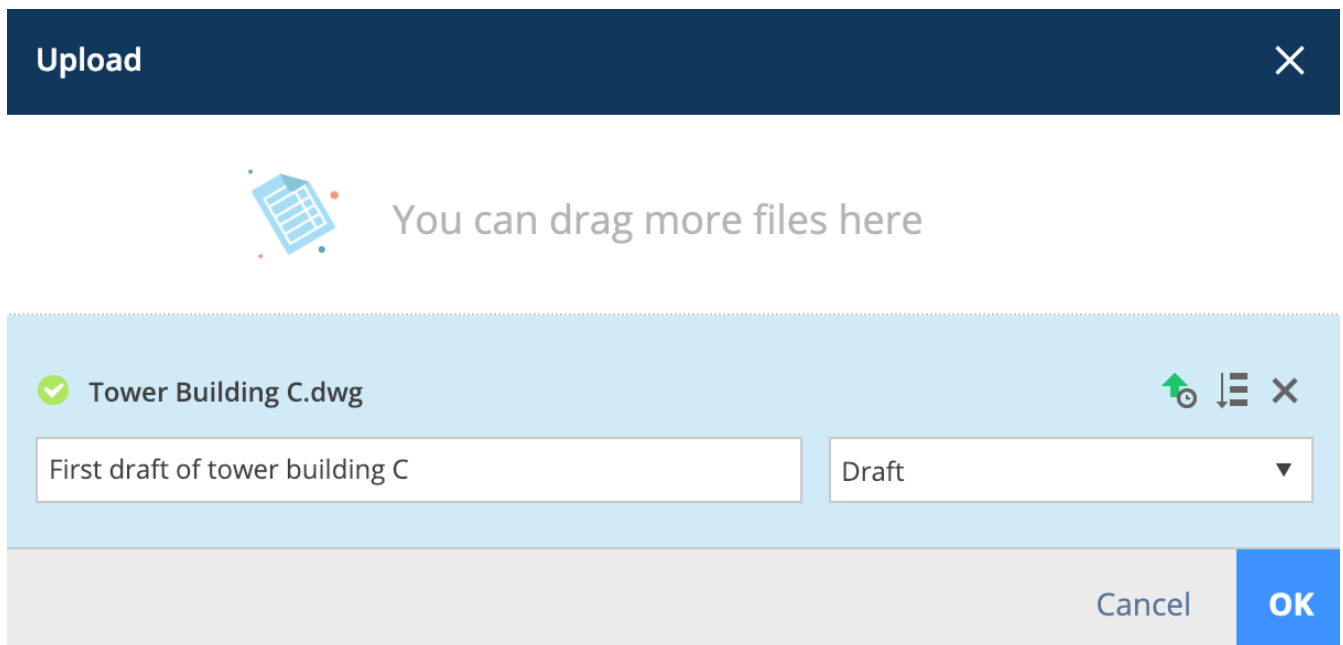 Upload
You can drag more files here
Tower Building C.dwg
First draft of tower building C
Draft
Cancel
OK